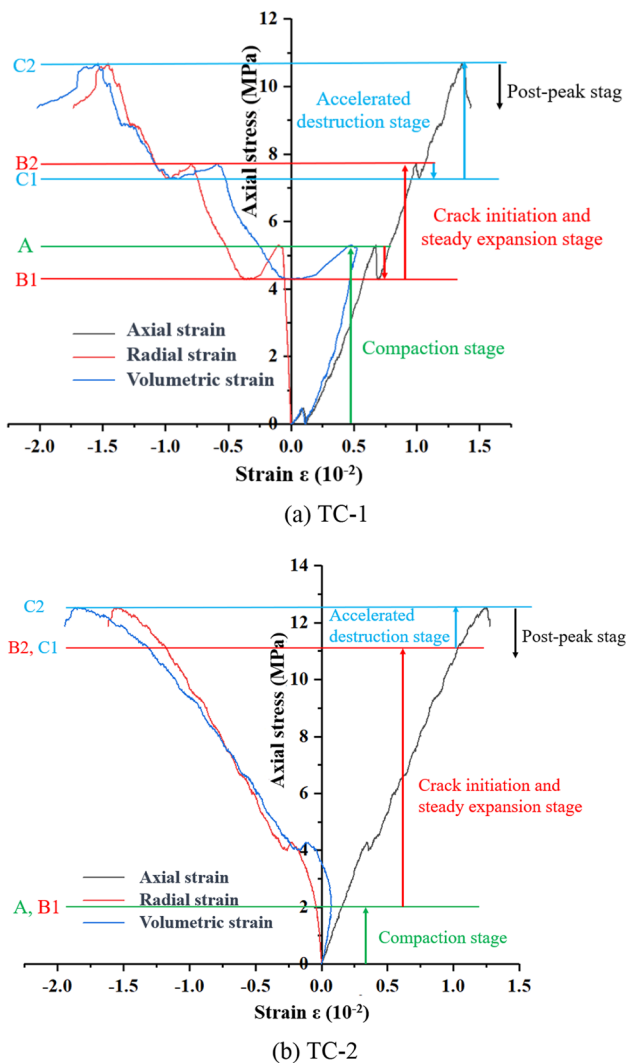 12
C2
10
Post-peak stag
Accelerated
destruction stage
Axial stress (MPa)
B2
8
C1
6
Crack initiation and
steady expansion stage
A
B1
4
Axial strain
Radial strain
Volumetric strain
Compaction stage
2
0
-2.0 -1.5 -1.0 -0.5 0.0 0.5 1.0 1.5
Strain ε (10-2)
(a) TC-1
14
C2
12
Accelerated
destruction stage
Post-peak stag
B2, C1
Axial stress (MPa)
10
8
Crack initiation and
steady expansion stage
6
4
Axial strain
Radial strain
Volumetric strain
A, B1
2
Compaction stage
0
-2.0 -1.5 -1.0 -0.5 0.0 0.5 1.0 1.5
Strain ε (10-2)
(b) TC-2